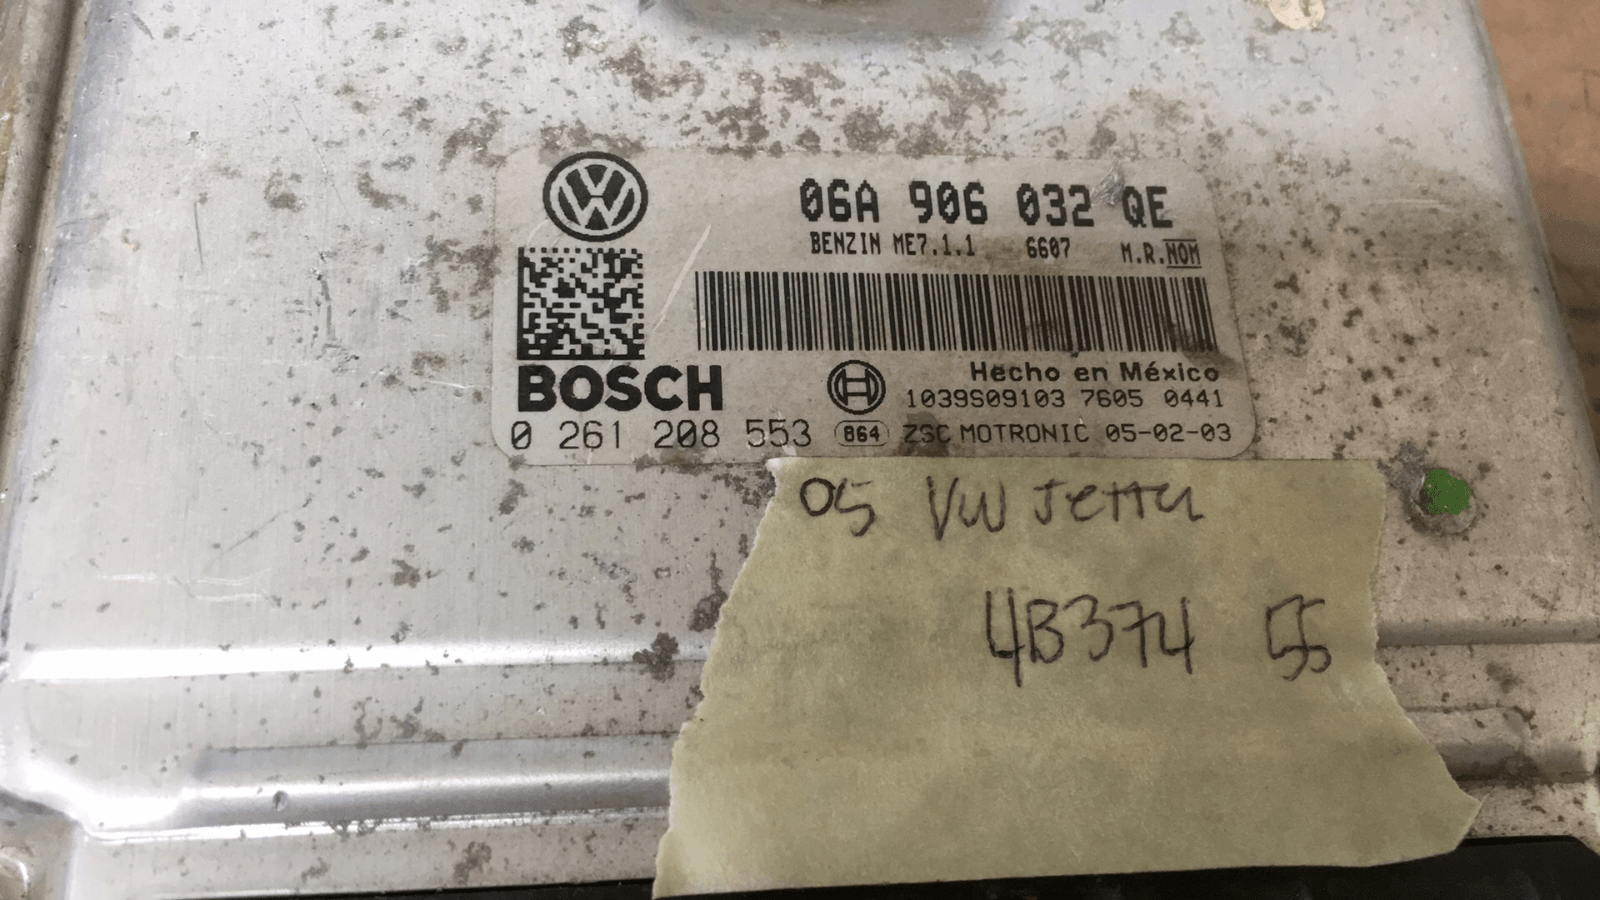 06A 906 032 QE
BENZIN ME7.1.1 6607 M.R.NOM
BOSCH
Hecho en México
1039S09103 7605 0441
0 261 208 553 864 ZSC MOTRONIC 05-02-03
05 VW Jetta
4B374 55